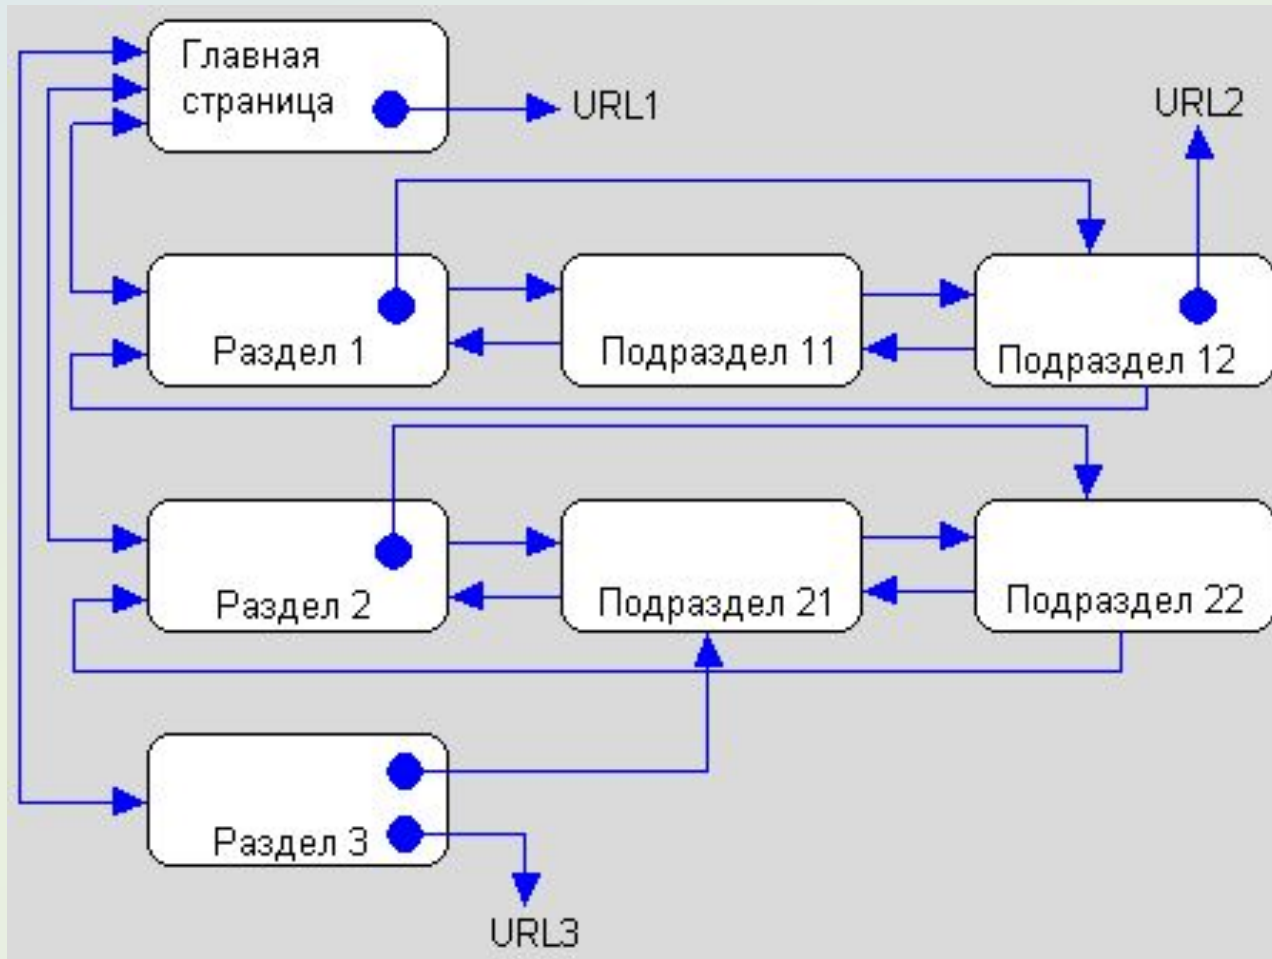 Главная
страница
URL1
URL2
Раздел 1
Подраздел 11
Подраздел 12
Раздел 2
Подраздел 21
Подраздел 22
Раздел 3
URL3